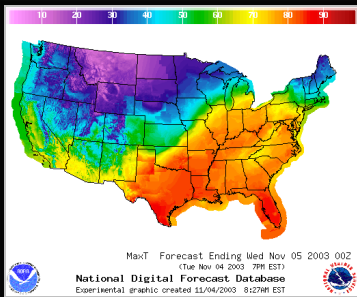 10 20 30 40 50 60 70 80 90
MaxT Forecast Ending Wed Nov 05 2003 00Z
(Tue Nov 04 2003 7PM EST)
National Digital Forecast Database
Experimental graphic created 11/04/2003 8:27AM EST
NOAA